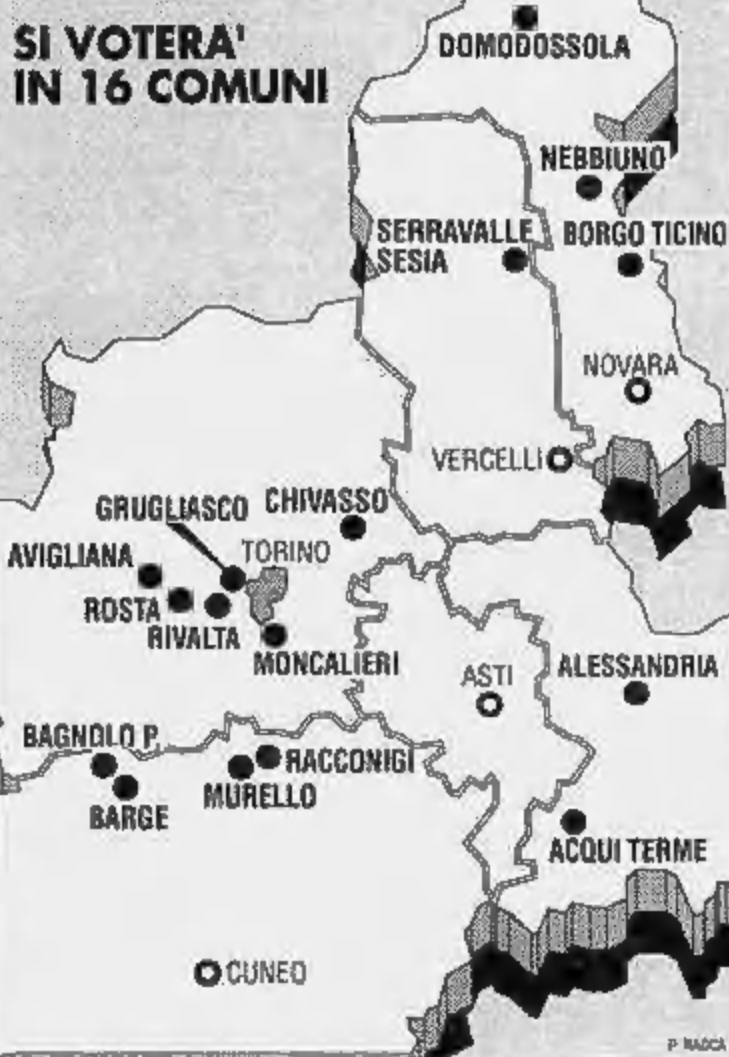 SI VOTERA'
IN 16 COMUNI
DOMODOSSOLA
NEBBIUNO
SERRAVALLE
SESIA
BORGO TICINO
NOVARA
VERCELLI
GRUGLIASCO
CHIVASSO
TORINO
AVIGLIANA
ROSTA
RIVALTA
MONCALIERI
ASTI
ALESSANDRIA
BAGNOLO P.
BARGE
RACCONIGI
MURELLO
ACQUI TERME
CUNEO